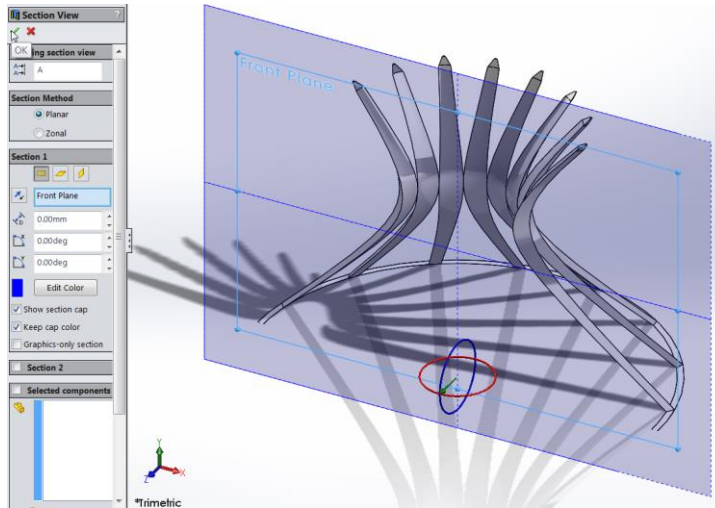 Section View ?
OK
ing section view
A
Section Method
Planar
Zonal
Section 1
Front Plane
0.00mm
0.00deg
0.00deg
Edit Color
Show section cap
Keep cap color
Graphics-only section
Section 2
Selected components
Front Plane
Y
X
Z
*Trimetric